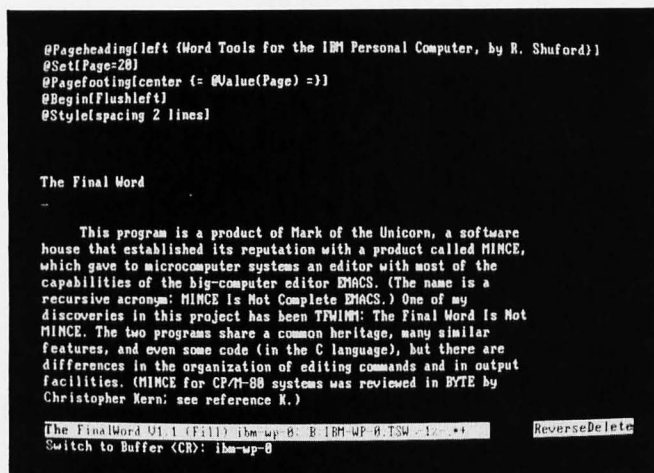 @Pageheading[left {Word Tools for the IBM Personal Computer, by R. Shuford}]
@Set[Page=20]
@Pagefooting[center {= @Value(Page) =}]
@Begin[Flushleft]
@Style[spacing 2 lines]
The Final Word
This program is a product of Mark of the Unicorn, a software
house that established its reputation with a product called MINCE,
which gave to microcomputer systems an editor with most of the
capabilities of the big-computer editor EMACS. (The name is a
recursive acronym: MINCE Is Not Complete EMACS.) One of my
discoveries in this project has been TFWINM: The Final Word Is Not
MINCE. The two programs share a common heritage, many similar
features, and even some code (in the C language), but there are
differences in the organization of editing commands and in output
facilities. (MINCE for CP/M-80 systems was reviewed in BYTE by
Christopher Kern; see reference K.)
The FinalWord V1.1 (Fill) ibm-wp-0: B:IBM-WP-0.TSW -1%- *+ ReverseDelete
Switch to Buffer <CR>: ibm-wp-0